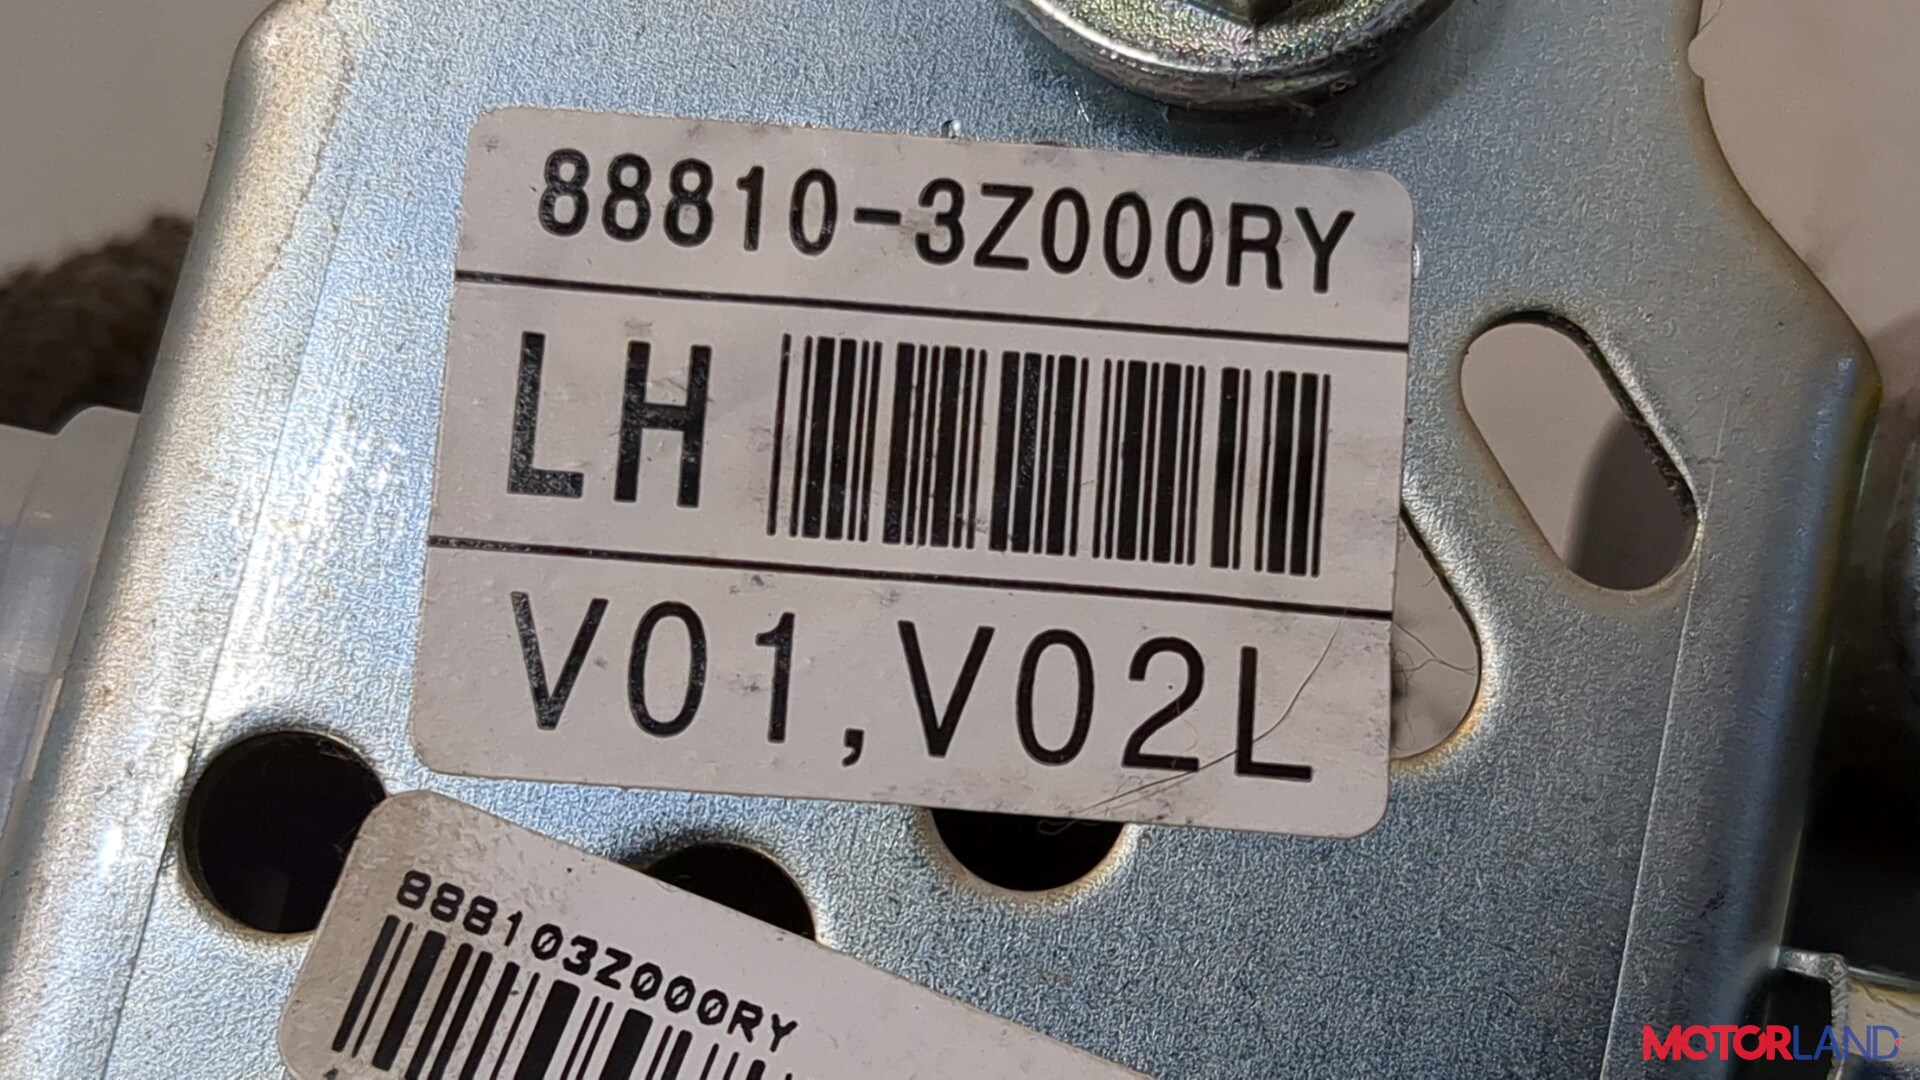 88810-3Z000RY
LH
V01,V02L
888103Z000RY
MOTORLAND